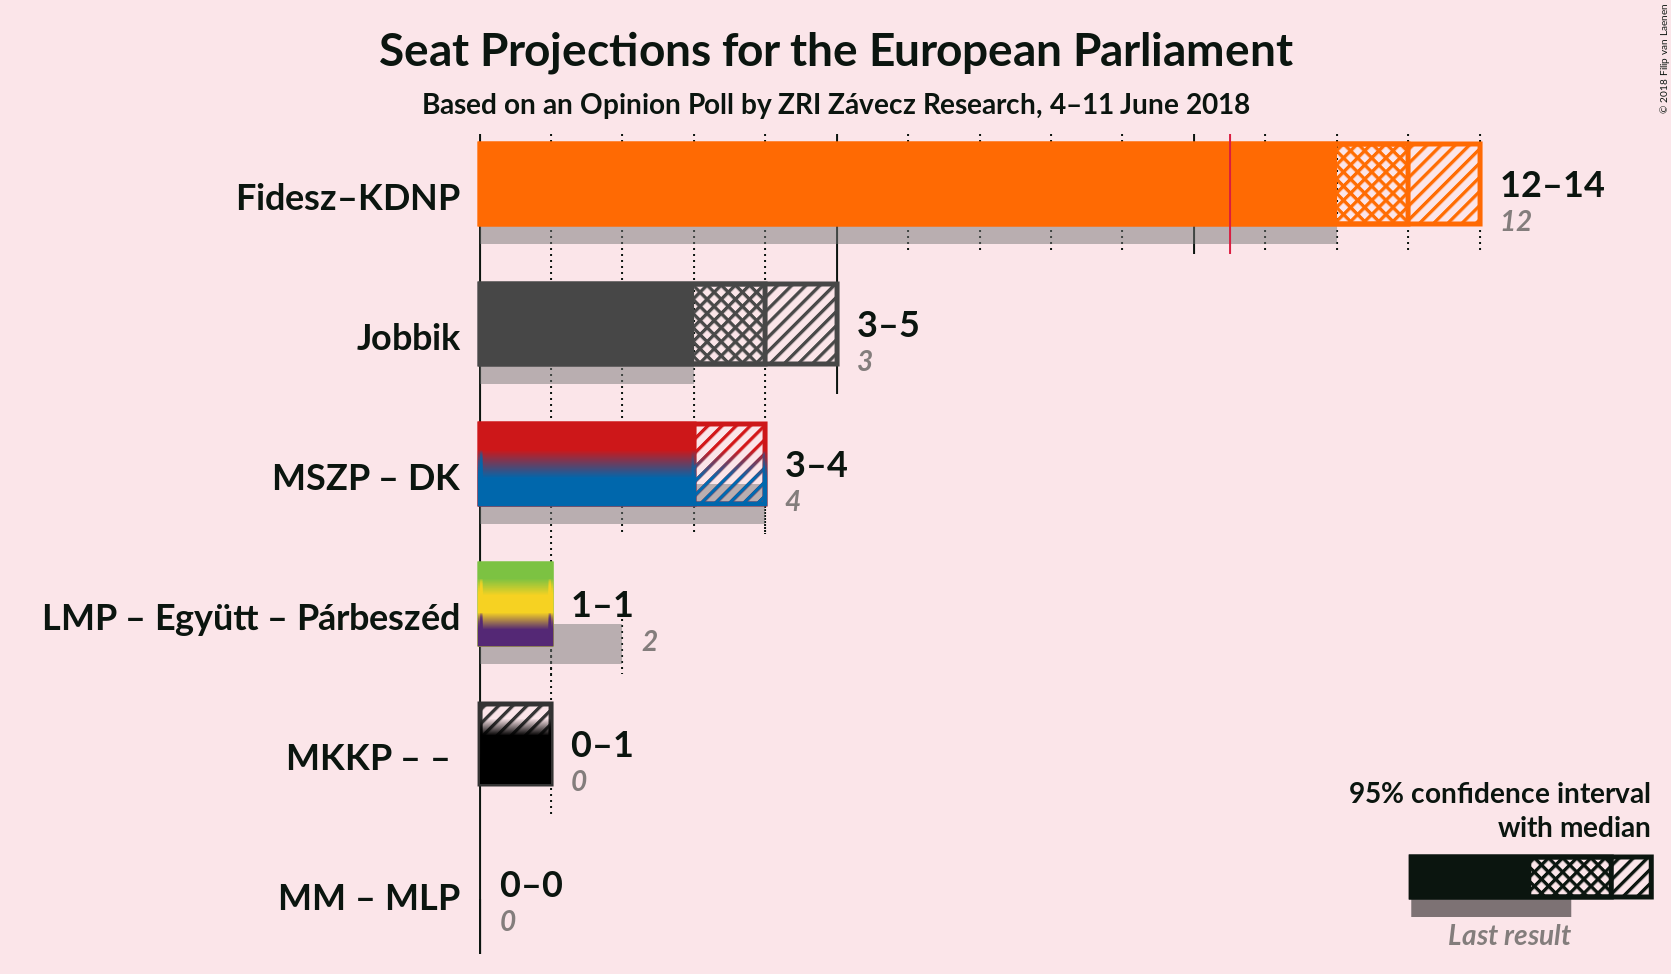 Seat Projections for the European Parliament
Based on an Opinion Poll by ZRI Závecz Research, 4–11 June 2018
© 2018 Filip van Laenen
Fidesz–KDNP
12–14
12
Jobbik
3–5
3
MSZP – DK
3–4
4
LMP – Együtt – Párbeszéd
1–1
2
MKKP – –
0–1
0
MM – MLP
0–0
0
95% confidence interval
with median
Last result